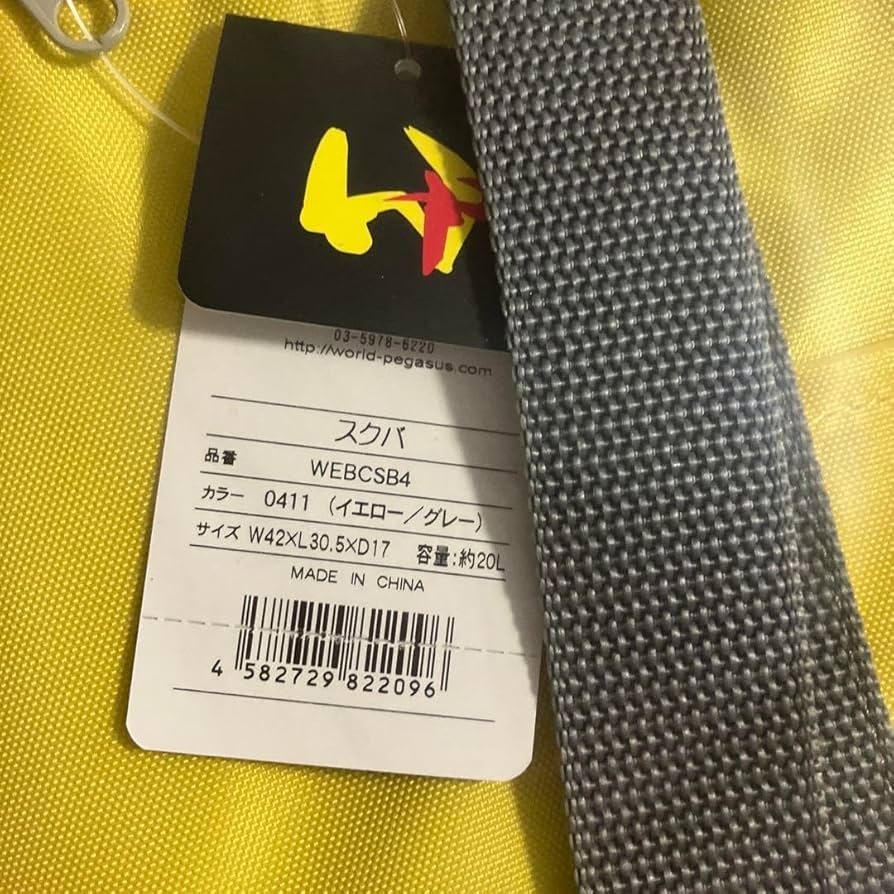 03-5978-6220
http://world-pegasus.com
スクバ
品番 WEBCSB4
カラー 0411 (イエロー/グレー)
サイズ W42×L30.5×D17 容量:約20L
MADE IN CHINA
4 582729 822096